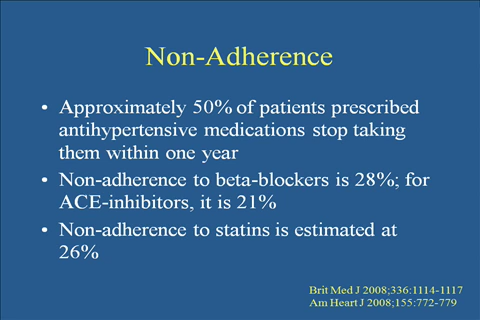 Non-Adherence
• Approximately 50% of patients prescribed
antihypertensive medications stop taking
them within one year
• Non-adherence to beta-blockers is 28%; for
ACE-inhibitors, it is 21%
• Non-adherence to statins is estimated at
26%
Brit Med J 2008;336:1114-1117
Am Heart J 2008;155:772-779